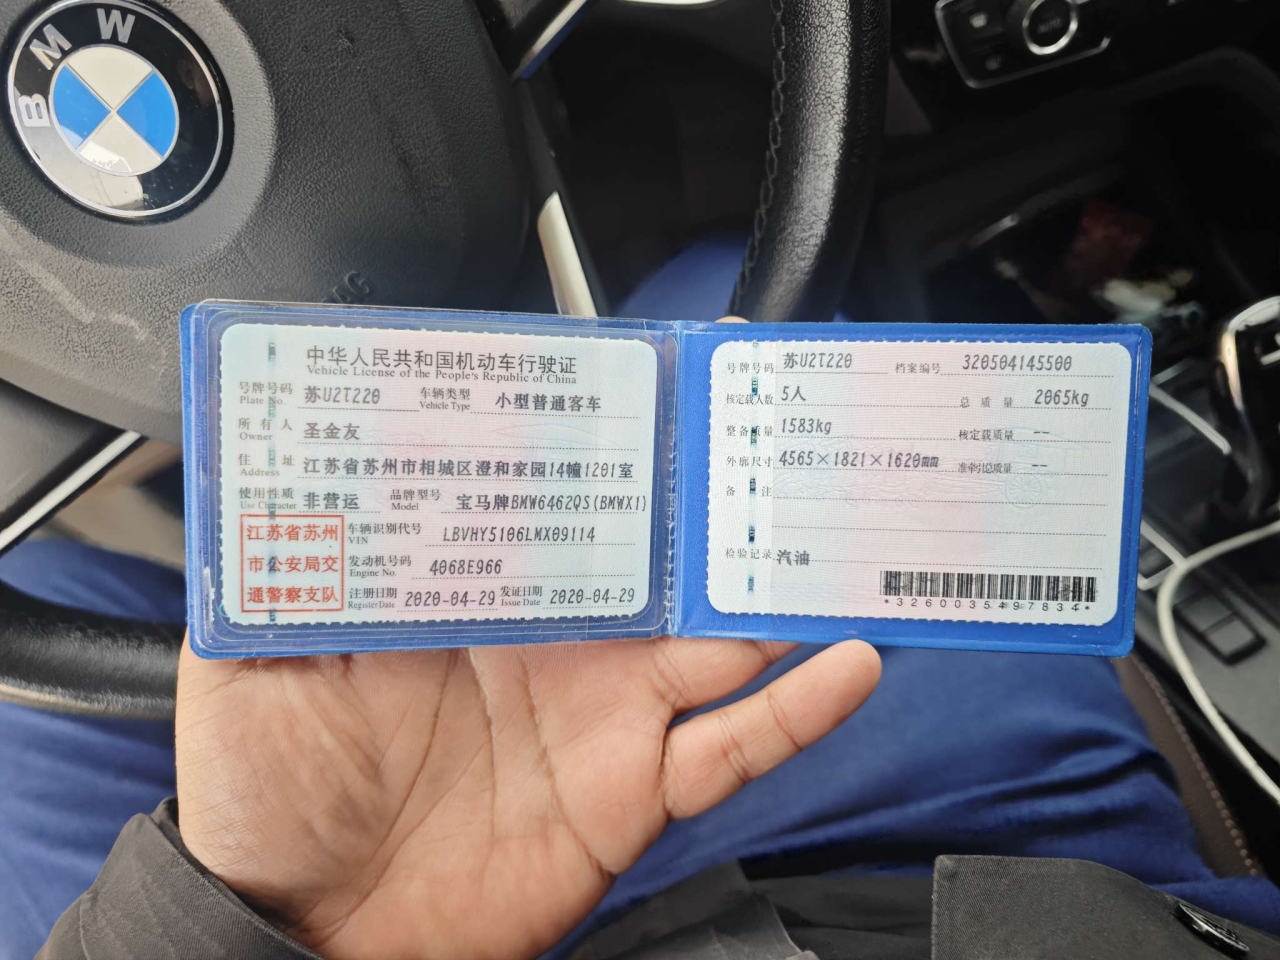 BMW
中华人民共和国机动车行驶证
Vehicle License of the People's Republic of China
号牌号码 苏U2T220 车辆类型 小型普通客车
Plate No. Vehicle Type
所有人 圣金友
Owner
住址 江苏省苏州市相城区澄和家园14幢1201室
Address
使用性质 非营运 品牌型号 宝马牌BMW6462QS(BMWX1)
Use Character Model
江苏省苏州
市公安局交
通警察支队
车辆识别代号 LBVHY5106LMX09114
VIN
发动机号码 4068E966
Engine No.
注册日期 2020-04-29 发证日期 2020-04-29
Register Date Issue Date
号牌号码 苏U2T220 档案编号 320504145500
核定载人数 5人 总质量 2065kg
整备质量 1583kg 核定载质量 --
外廓尺寸 4565×1821×1620mm 准牵引总质量 --
备注
检验记录 汽油
*3260035497834*